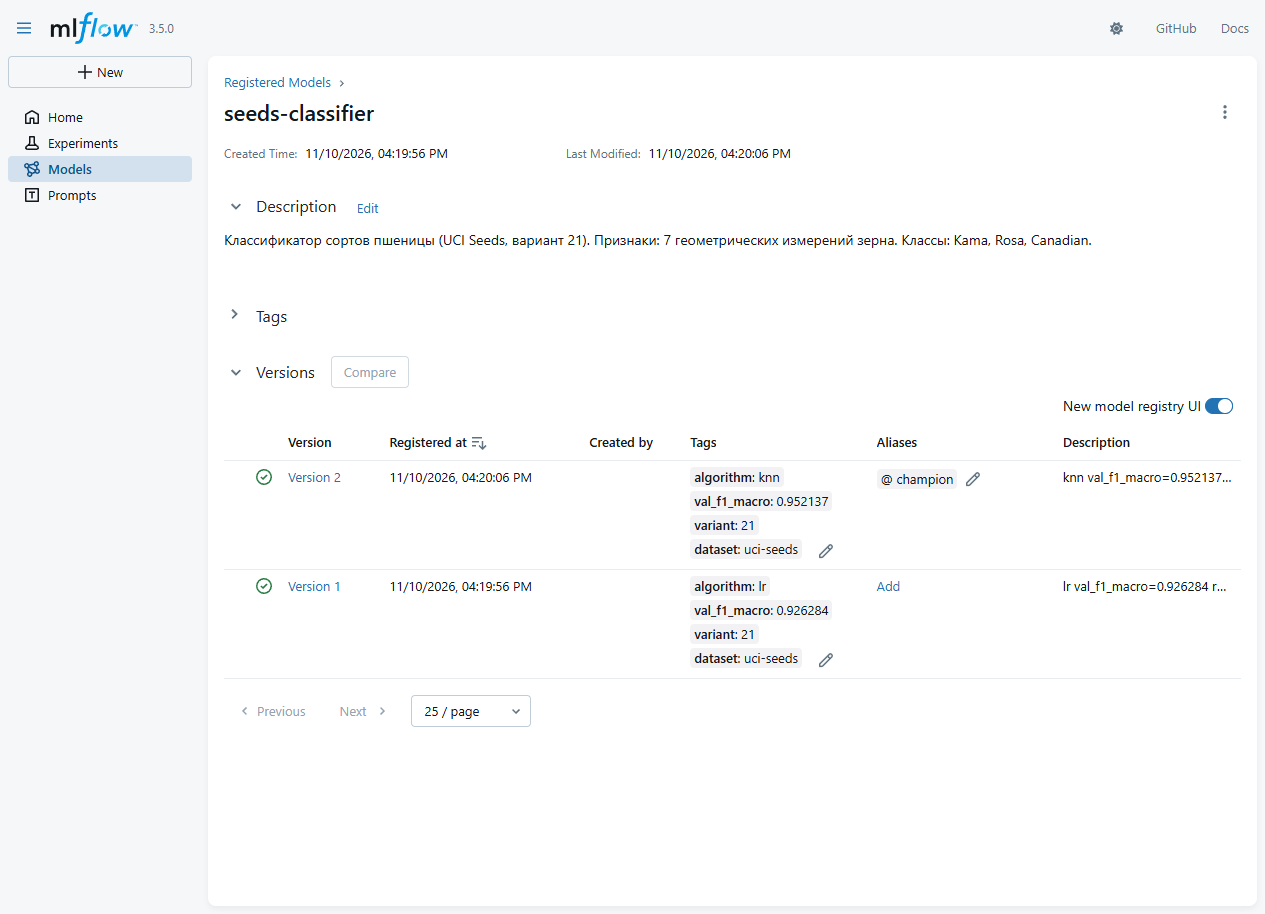 mlflow™ 3.5.0
GitHub Docs
New
Home
Experiments
Models
Prompts
Registered Models
seeds-classifier
Created Time: 11/10/2026, 04:19:56 PM Last Modified: 11/10/2026, 04:20:06 PM
Description Edit
Классификатор сортов пшеницы (UCI Seeds, вариант 21). Признаки: 7 геометрических измерений зерна. Классы: Kama, Rosa, Canadian.
Tags
Versions Compare
New model registry UI
Version Registered at Created by Tags Aliases Description
Version 2 11/10/2026, 04:20:06 PM algorithm: knn @ champion knn val_f1_macro=0.952137...
val_f1_macro: 0.952137
variant: 21
dataset: uci-seeds
Version 1 11/10/2026, 04:19:56 PM algorithm: lr Add lr val_f1_macro=0.926284 r...
val_f1_macro: 0.926284
variant: 21
dataset: uci-seeds
Previous Next 25 / page